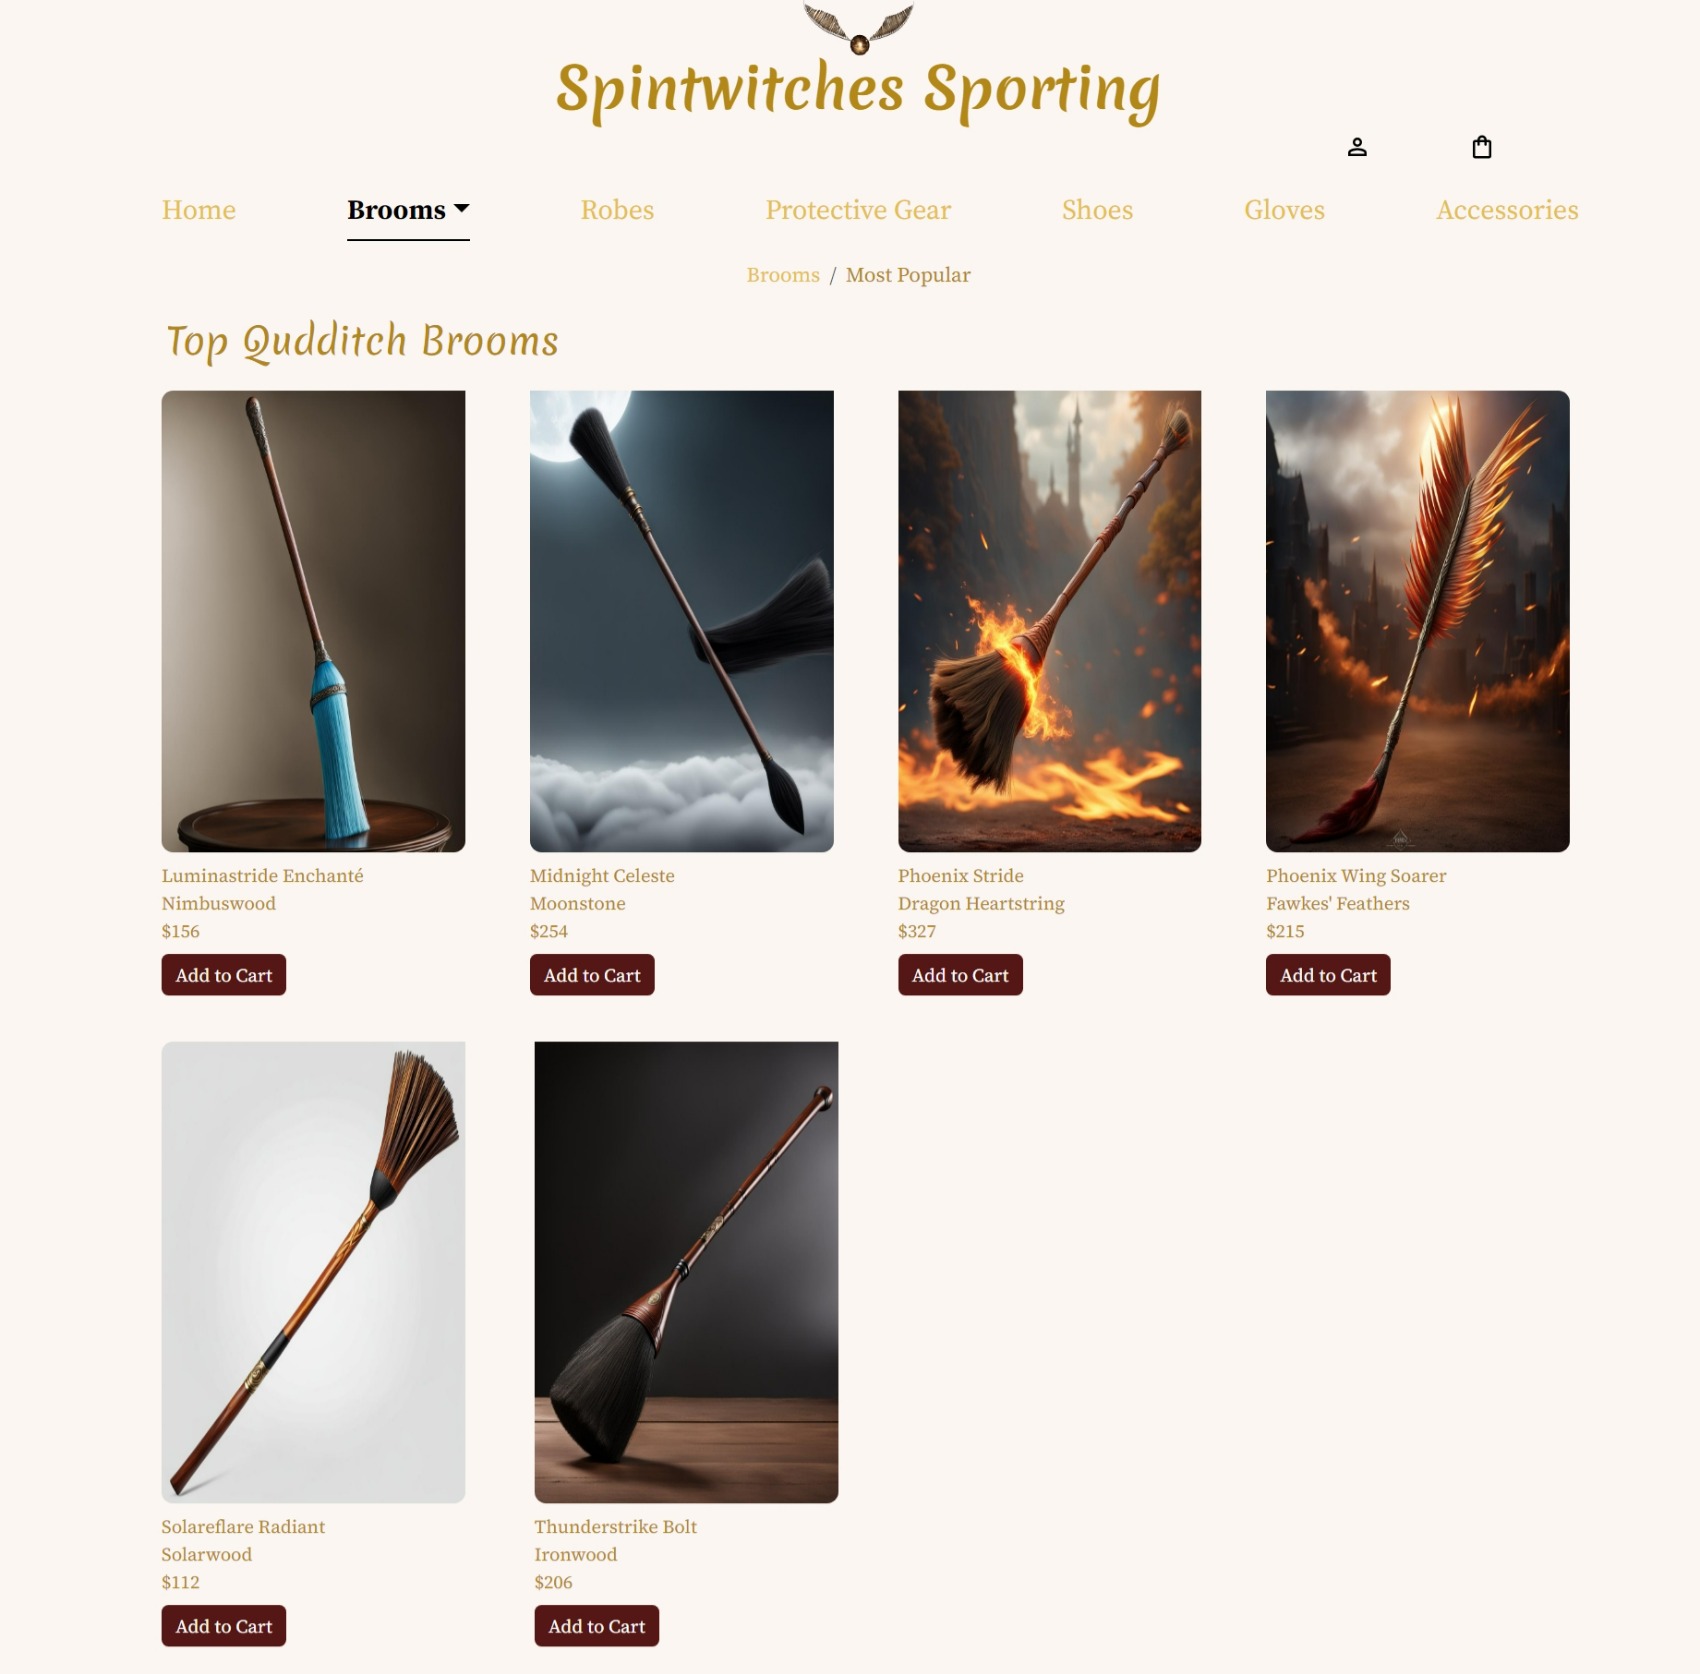 Spintwitches Sporting
Home Brooms Robes Protective Gear Shoes Gloves Accessories
Brooms / Most Popular
Top Qudditch Brooms
Luminastride Enchanté
Nimbuswood
$156
Add to Cart
Midnight Celeste
Moonstone
$254
Add to Cart
Phoenix Stride
Dragon Heartstring
$327
Add to Cart
Phoenix Wing Soarer
Fawkes' Feathers
$215
Add to Cart
Solareflare Radiant
Solarwood
$112
Add to Cart
Thunderstrike Bolt
Ironwood
$206
Add to Cart